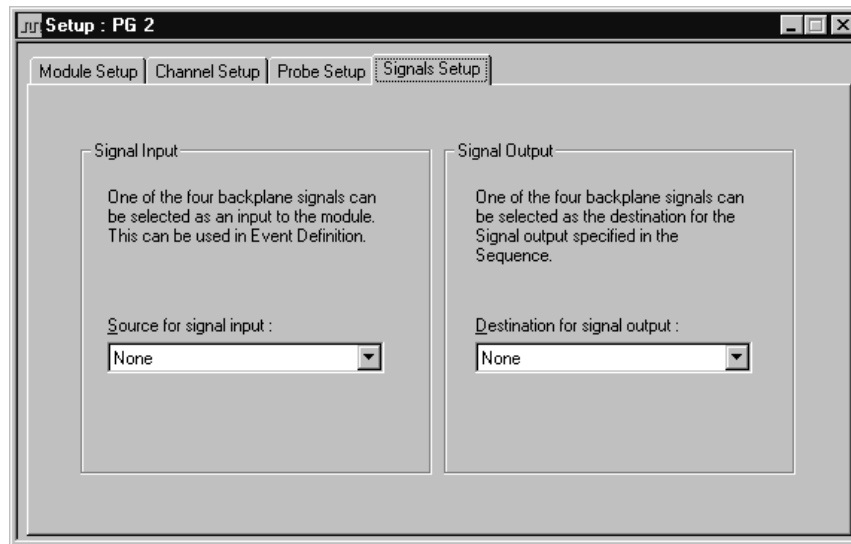 Setup : PG 2
Module Setup Channel Setup Probe Setup Signals Setup
Signal Input
One of the four backplane signals can
be selected as an input to the module.
This can be used in Event Definition.
Source for signal input :
None
Signal Output
One of the four backplane signals can
be selected as the destination for the
Signal output specified in the
Sequence.
Destination for signal output :
None